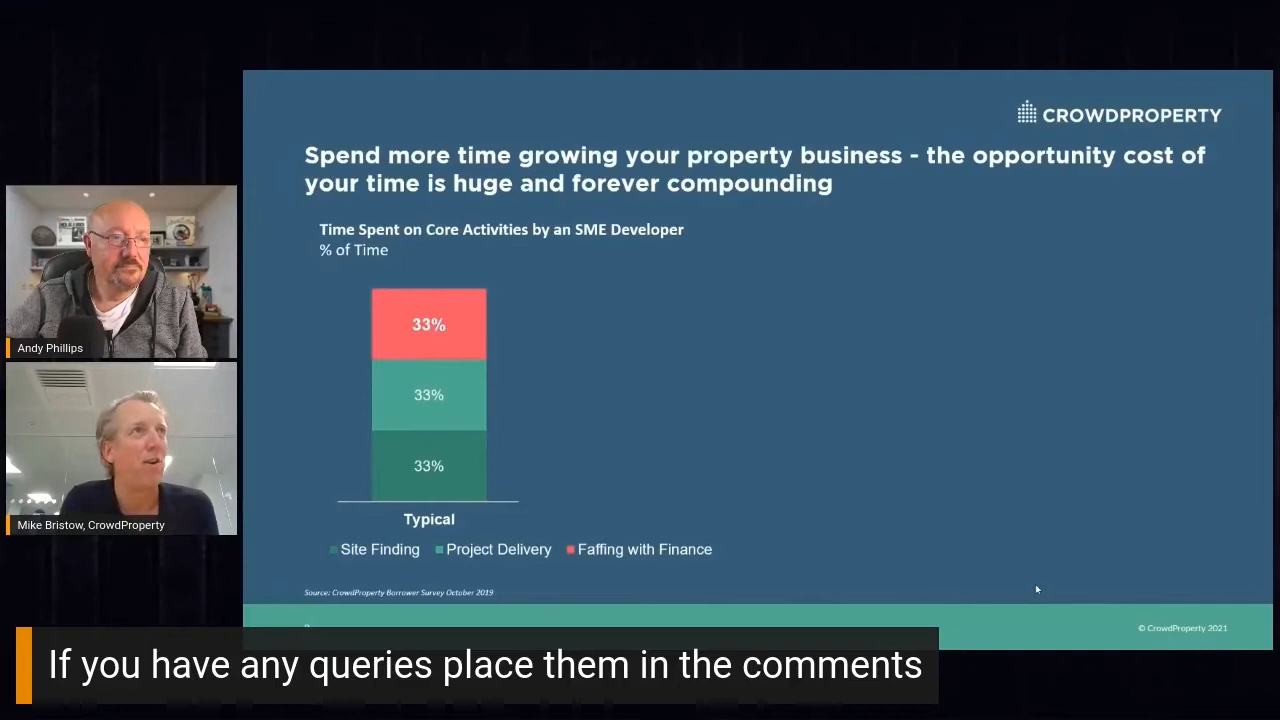 CROWDPROPERTY
Spend more time growing your property business - the opportunity cost of
your time is huge and forever compounding
Time Spent on Core Activities by an SME Developer
% of Time
33%
33%
33%
Typical
Site Finding
Project Delivery
Faffing with Finance
Source: CrowdProperty Borrower Survey October 2019
© CrowdProperty 2021
Andy Phillips
Mike Bristow, CrowdProperty
If you have any queries place them in the comments